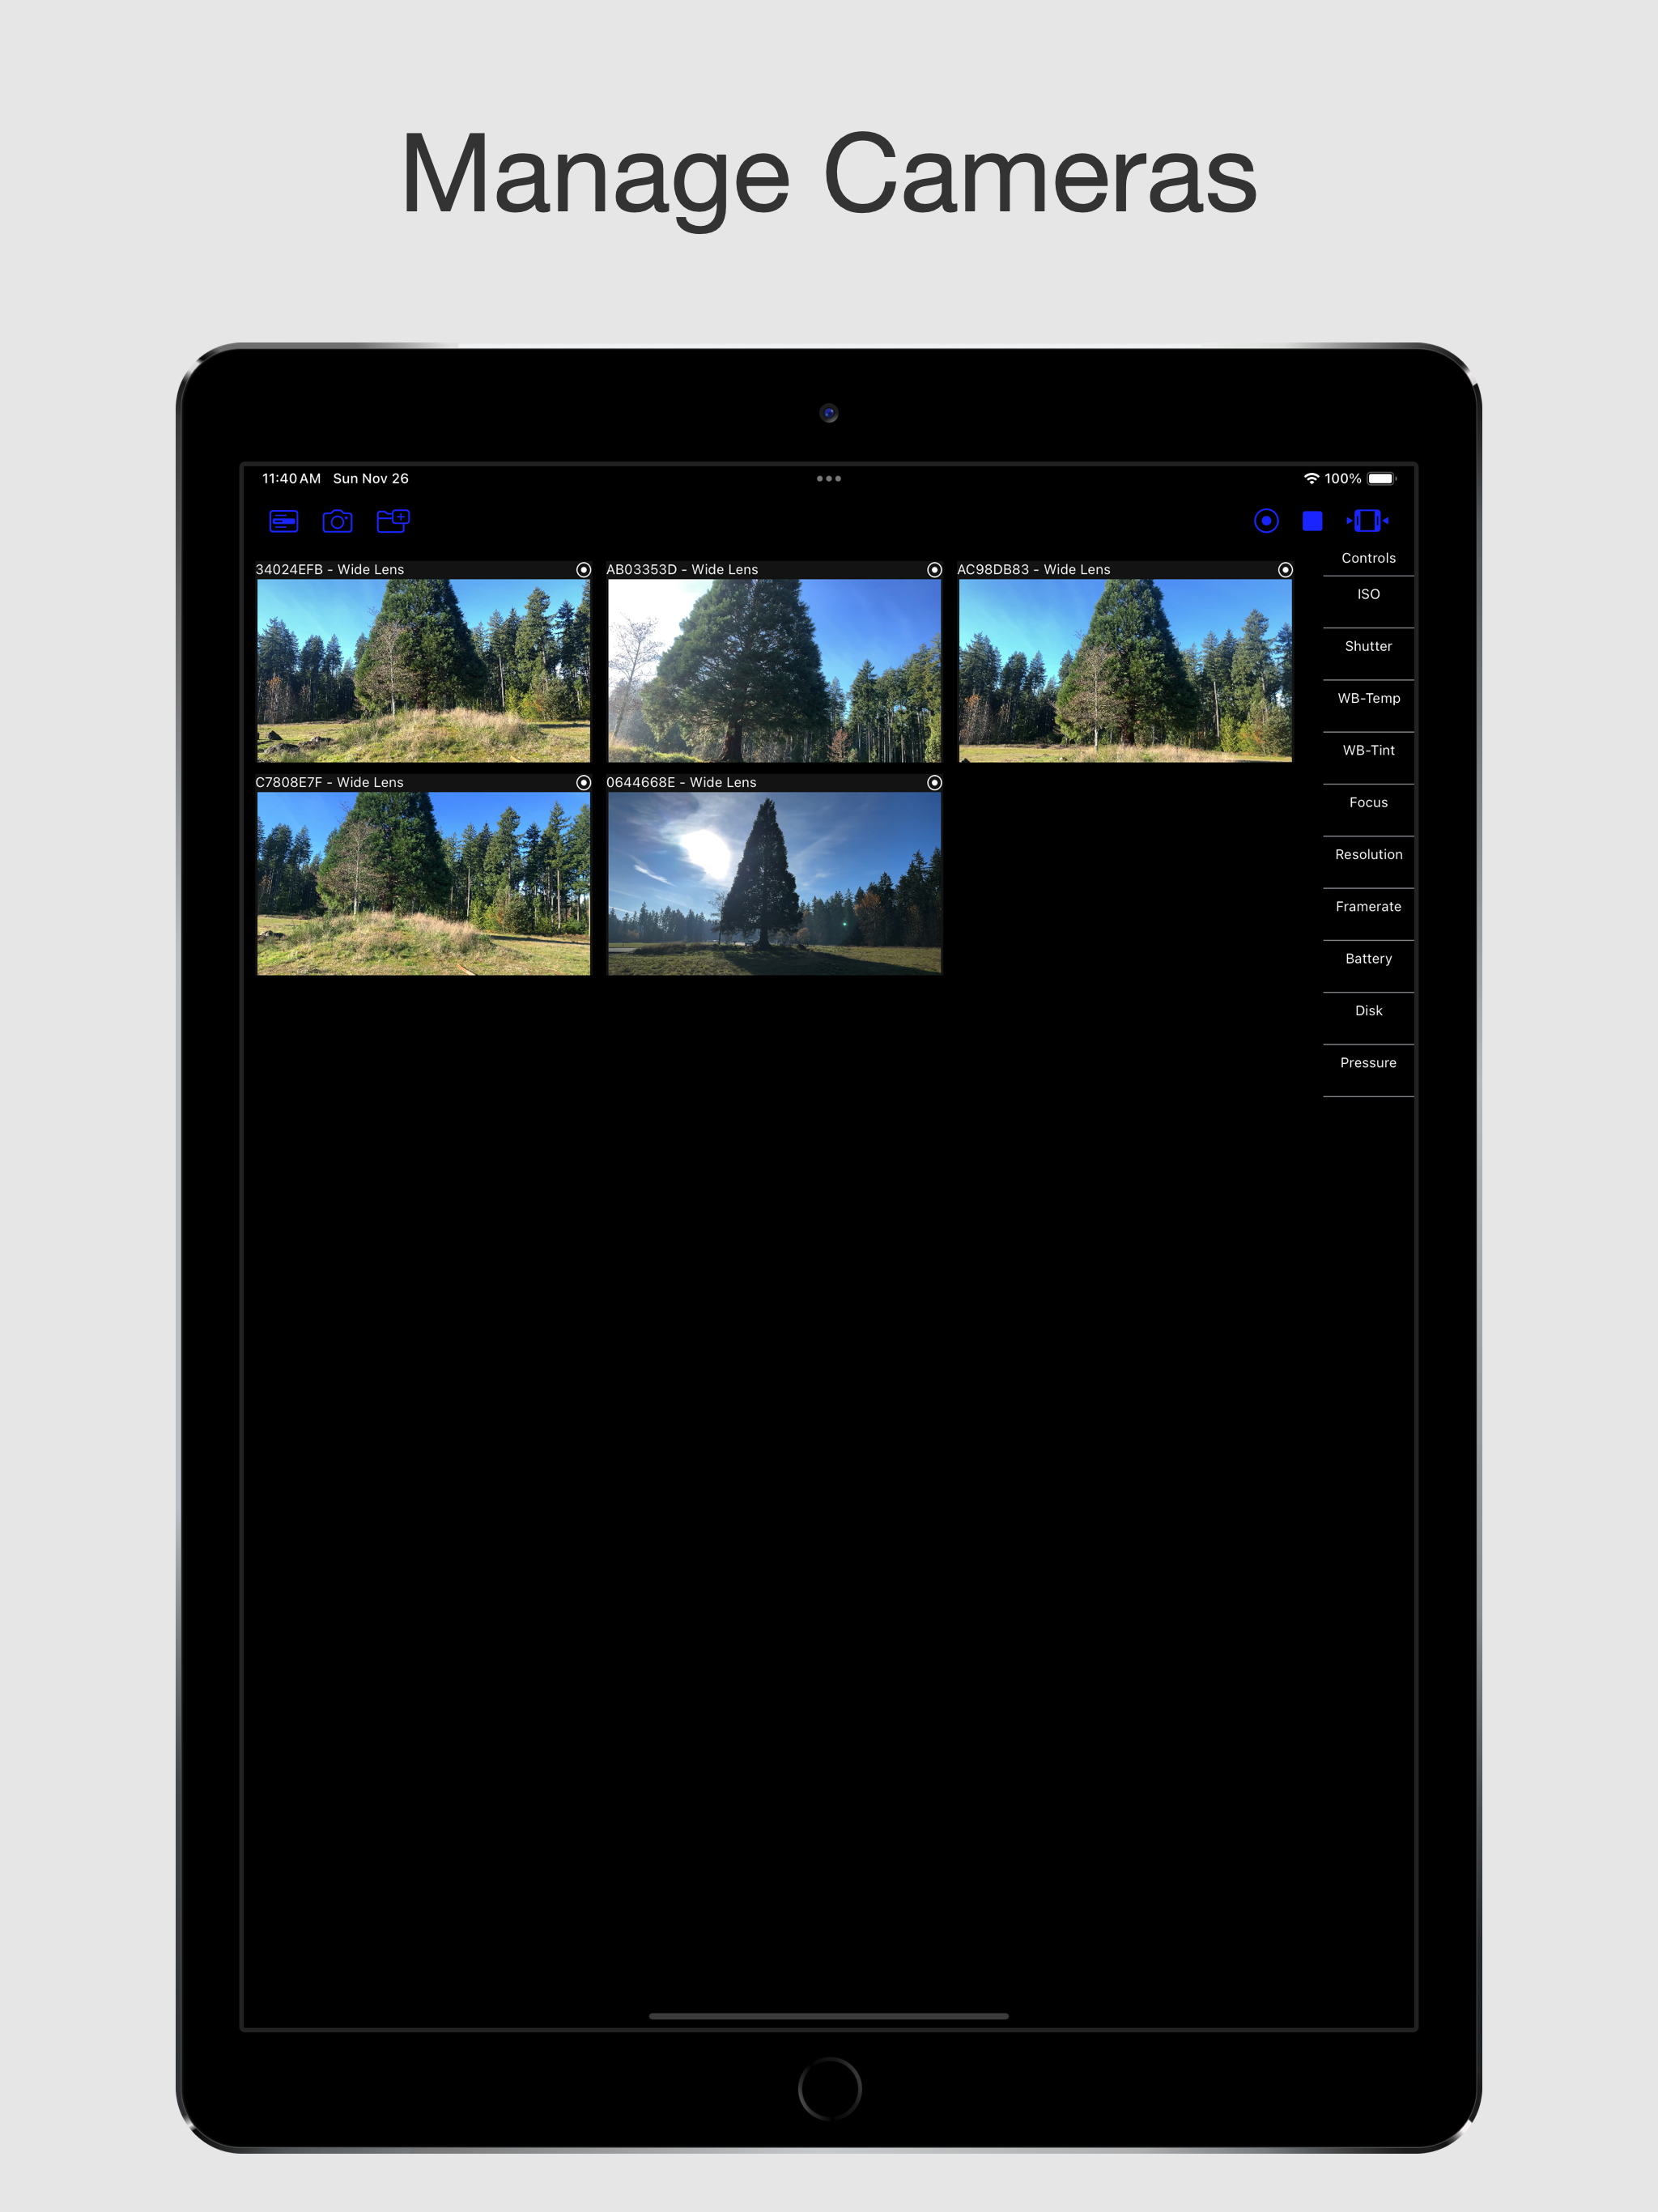 Manage Cameras
11:40 AM Sun Nov 26
100%
34024EFB - Wide Lens
AB03353D - Wide Lens
AC98DB83 - Wide Lens
C7808E7F - Wide Lens
0644668E - Wide Lens
Controls
ISO
Shutter
WB-Temp
WB-Tint
Focus
Resolution
Framerate
Battery
Disk
Pressure